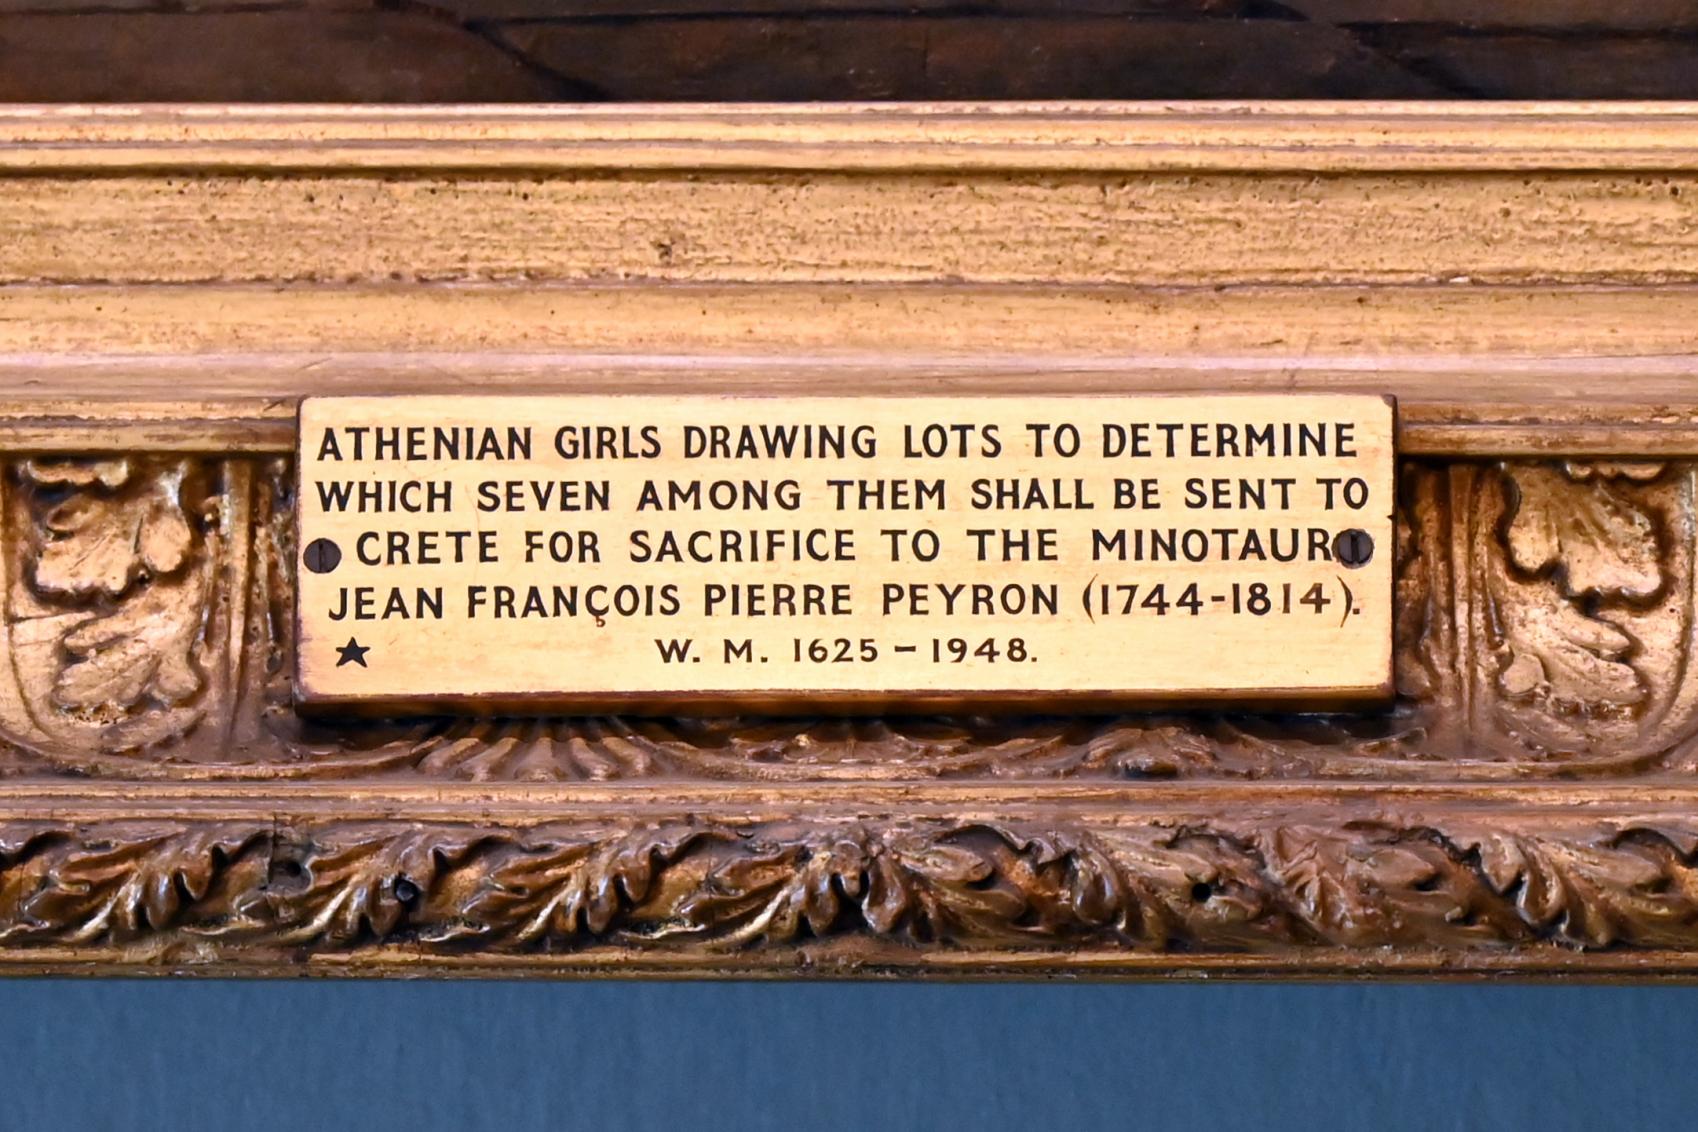 ATHENIAN GIRLS DRAWING LOTS TO DETERMINE
WHICH SEVEN AMONG THEM SHALL BE SENT TO
CRETE FOR SACRIFICE TO THE MINOTAUR
JEAN FRANÇOIS PIERRE PEYRON (1744-1814).
★ W. M. 1625 – 1948.